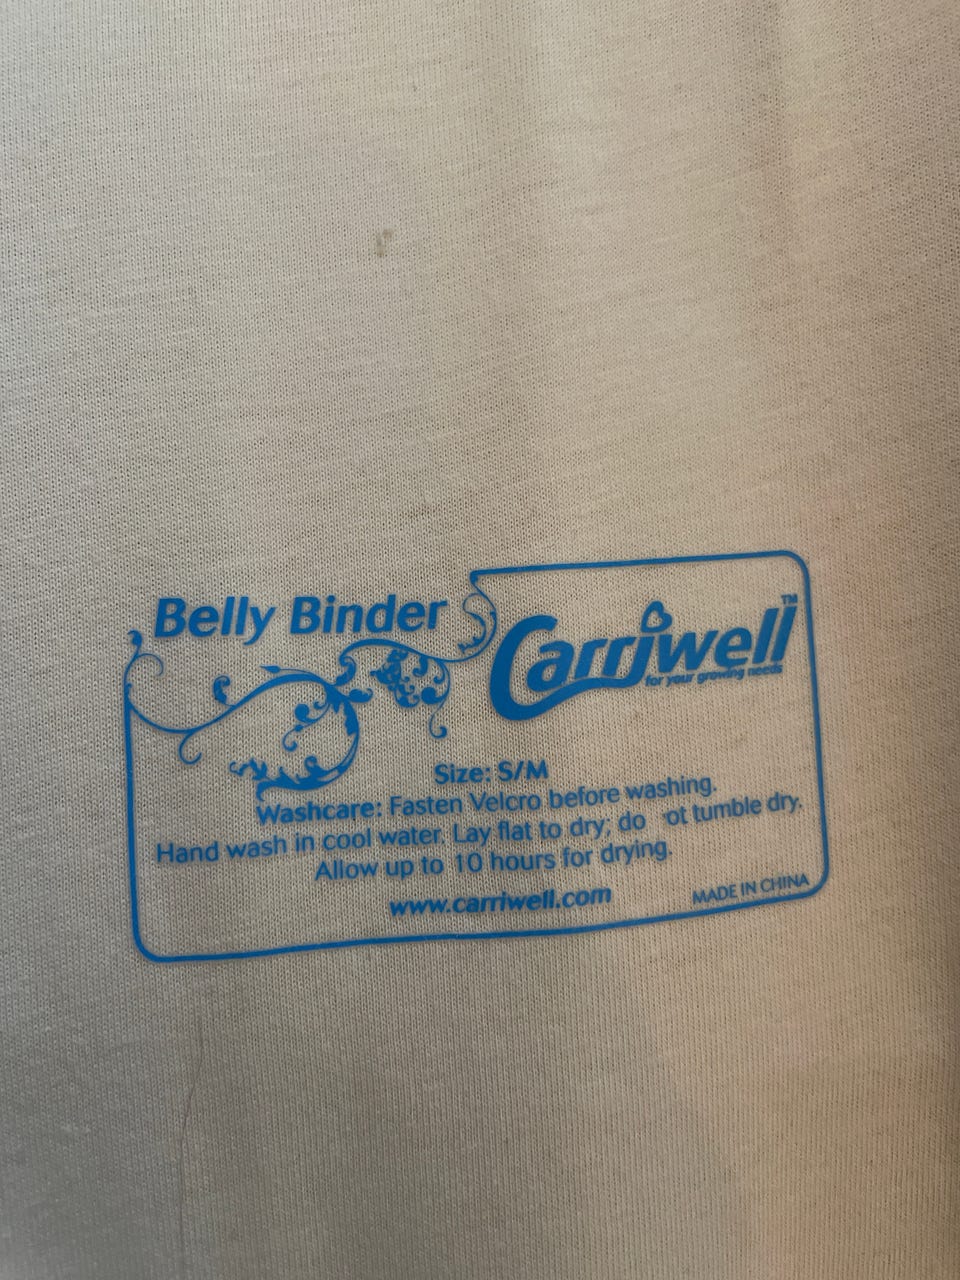 Belly Binder
Carriwell™
for your growing needs
Size: S/M
Washcare: Fasten Velcro before washing.
Hand wash in cool water. Lay flat to dry; do ot tumble dry.
Allow up to 10 hours for drying.
www.carriwell.com
MADE IN CHINA